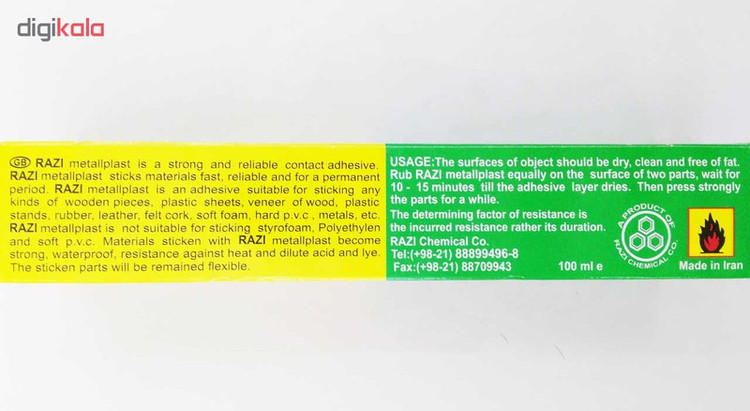 digikala
GB RAZI metallplast is a strong and reliable contact adhesive.
RAZI metallplast sticks materials fast, reliable and for a permanent
period. RAZI metallplast is an adhesive suitable for sticking any
kinds of wooden pieces, plastic sheets, veneer of wood, plastic
stands, rubber, leather, felt cork, soft foam, hard p.v.c , metals, etc.
RAZI metallplast is not suitable for sticking styrofoam, Polyethylen
and soft p.v.c. Materials sticken with RAZI metallplast become
strong, waterproof, resistance against heat and dilute acid and lye.
The sticken parts will be remained flexible.
USAGE:The surfaces of object should be dry, clean and free of fat.
Rub RAZI metallplast equally on the surface of two parts, wait for
10 - 15 minutes till the adhesive layer dries. Then press strongly
the parts for a while.
The determining factor of resistance is
the incurred resistance rather its duration.
RAZI Chemical Co.
Tel:(+98-21) 88899496-8
Fax:(+98-21) 88709943
100 ml e
A PRODUCT OF
RAZI CHEMICAL CO.
Made in Iran